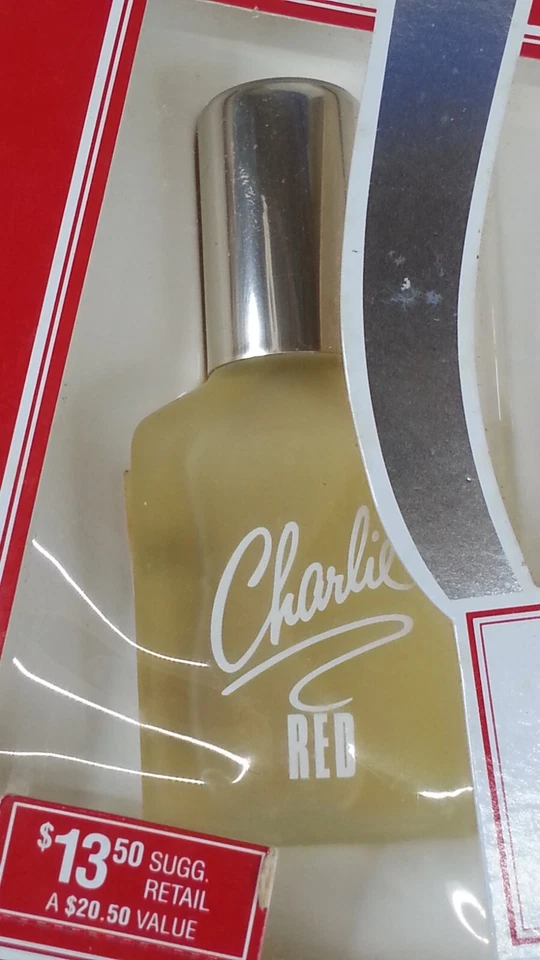 Charlie
RED
$13.50 SUGG.
RETAIL
A $20.50 VALUE